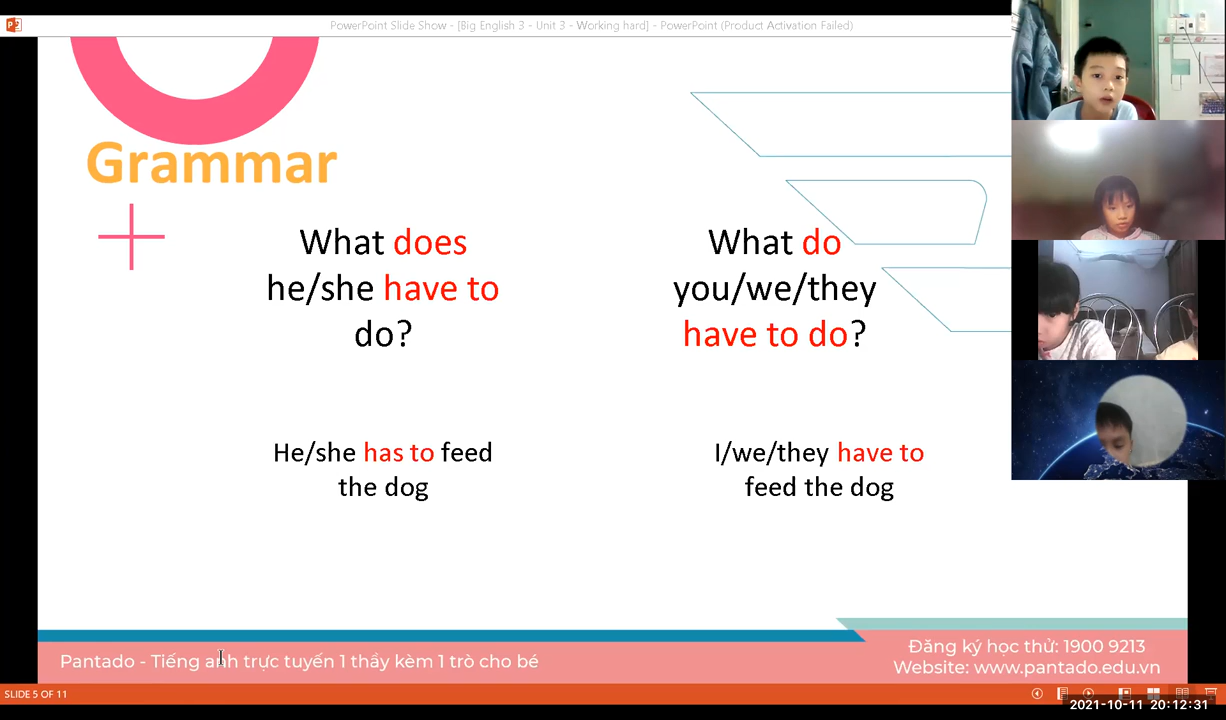 PowerPoint Slide Show - [Big English 3 - Unit 3 - Working hard] - PowerPoint (Product Activation Failed)
Grammar
What does
he/she have to
do?
What do
you/we/they
have to do?
He/she has to feed
the dog
I/we/they have to
feed the dog
Pantado - Tiếng anh trực tuyến 1 thầy kèm 1 trò cho bé
Đăng ký học thử: 1900 9213
Website: www.pantado.edu.vn
SLIDE 5 OF 11
2021-10-11 20:12:31